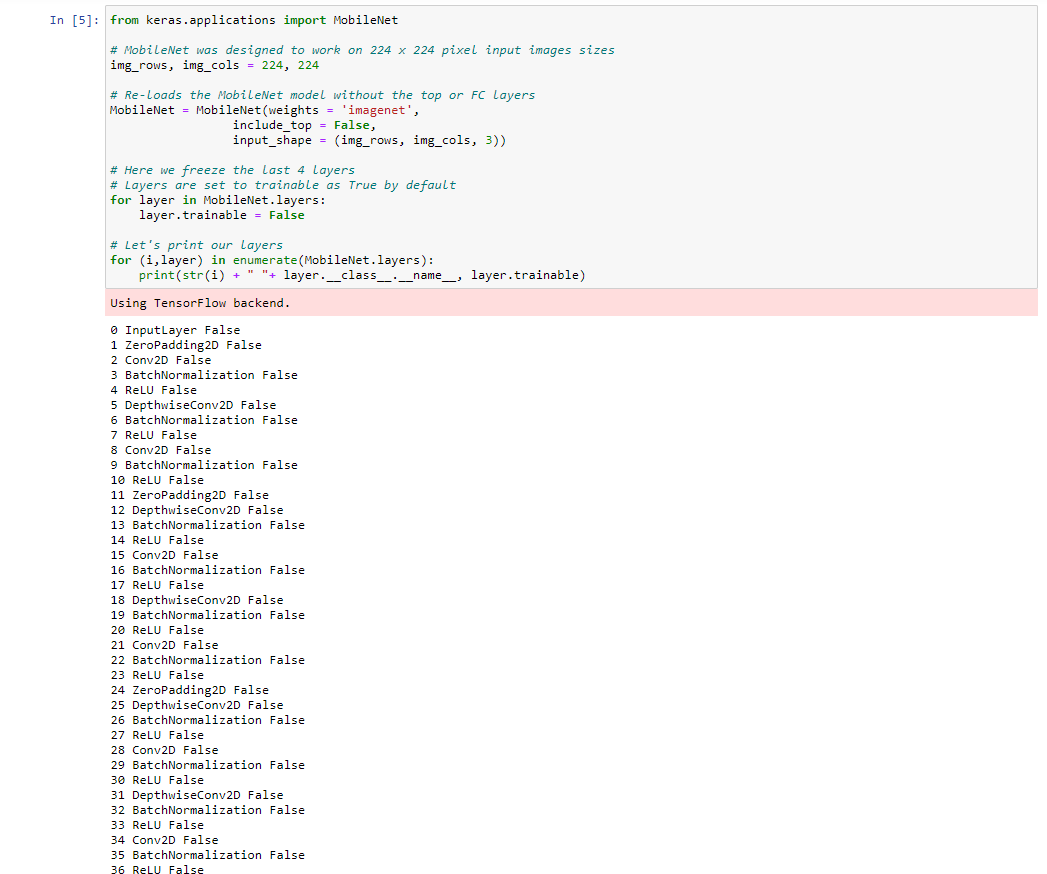 In [5]: from keras.applications import MobileNet
# MobileNet was designed to work on 224 x 224 pixel input images sizes
img_rows, img_cols = 224, 224
# Re-loads the MobileNet model without the top or FC layers
MobileNet = MobileNet(weights = 'imagenet',
include_top = False,
input_shape = (img_rows, img_cols, 3))
# Here we freeze the last 4 layers
# Layers are set to trainable as True by default
for layer in MobileNet.layers:
layer.trainable = False
# Let's print our layers
for (i,layer) in enumerate(MobileNet.layers):
print(str(i) + " "+ layer.__class__.__name__, layer.trainable)
Using TensorFlow backend.
0 InputLayer False
1 ZeroPadding2D False
2 Conv2D False
3 BatchNormalization False
4 ReLU False
5 DepthwiseConv2D False
6 BatchNormalization False
7 ReLU False
8 Conv2D False
9 BatchNormalization False
10 ReLU False
11 ZeroPadding2D False
12 DepthwiseConv2D False
13 BatchNormalization False
14 ReLU False
15 Conv2D False
16 BatchNormalization False
17 ReLU False
18 DepthwiseConv2D False
19 BatchNormalization False
20 ReLU False
21 Conv2D False
22 BatchNormalization False
23 ReLU False
24 ZeroPadding2D False
25 DepthwiseConv2D False
26 BatchNormalization False
27 ReLU False
28 Conv2D False
29 BatchNormalization False
30 ReLU False
31 DepthwiseConv2D False
32 BatchNormalization False
33 ReLU False
34 Conv2D False
35 BatchNormalization False
36 ReLU False